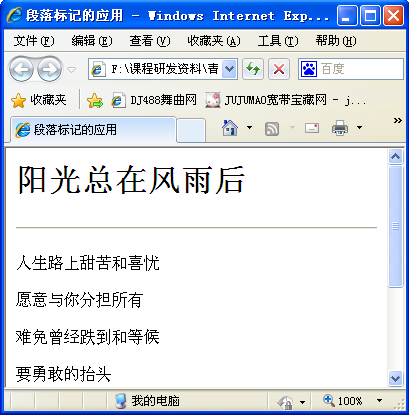 段落标记的应用 - Windows Internet Exp...
文件(F) 编辑(E) 查看(V) 收藏夹(A) 工具(T) 帮助(H)
F:\课程研发资料\青 百度
收藏夹 DJ488舞曲网 JUJUMAO宽带宝藏网 - j...
段落标记的应用
阳光总在风雨后
人生路上甜苦和喜忧
愿意与你分担所有
难免曾经跌到和等候
要勇敢的抬头
我的电脑 100%